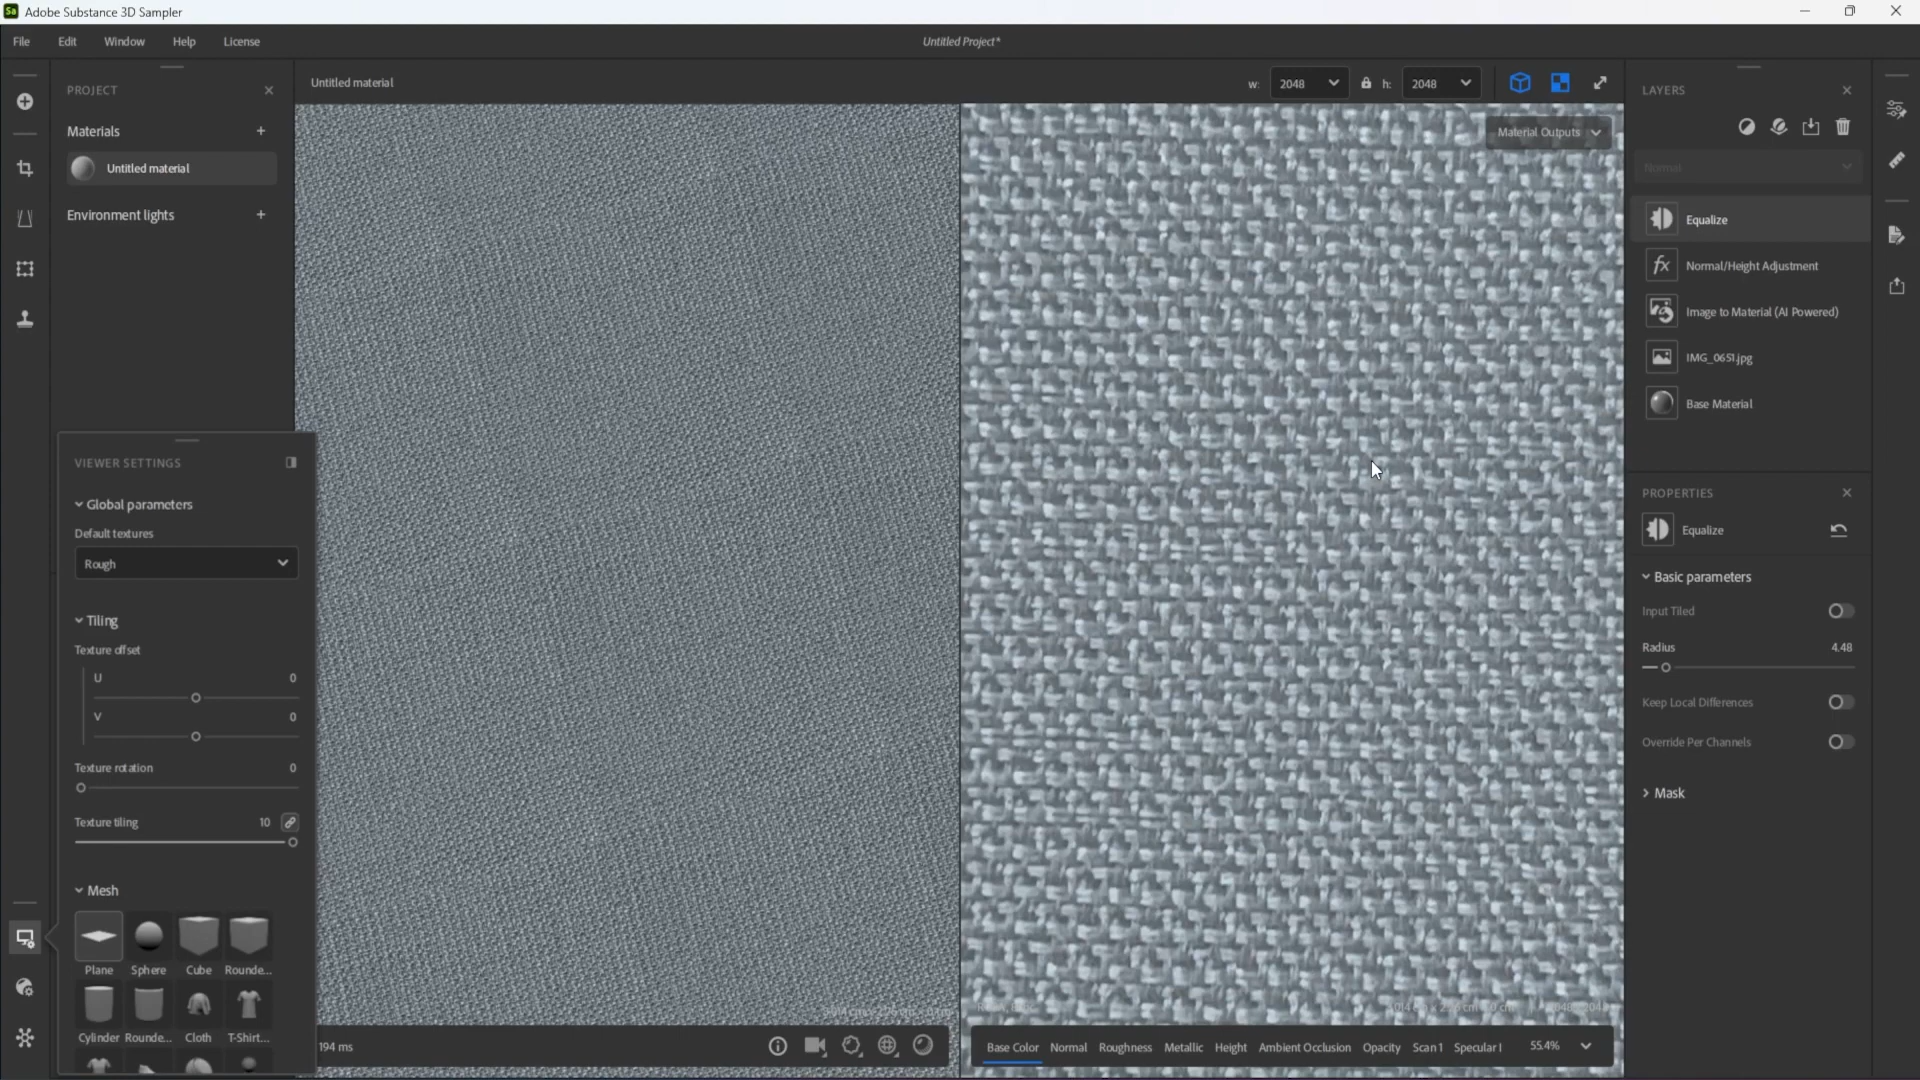 Sa Adobe Substance 3D Sampler
File Edit Window Help License
Untitled Project*
PROJECT
Materials +
Untitled material
Environment lights +
Untitled material
w: 2048 h: 2048
Material Outputs
VIEWER SETTINGS
Global parameters
Default textures
Rough
Tiling
Texture offset
U 0
V 0
Texture rotation 0
Texture tiling 10
Mesh
Plane Sphere Cube Rounde...
Cylinder Rounde... Cloth T-Shirt...
194 ms
Base Color Normal Roughness Metallic Height Ambient Occlusion Opacity Scan 1 Specular l 55.4%
LAYERS
Normal
Equalize
Normal/Height Adjustment
Image to Material (AI Powered)
IMG_0651.jpg
Base Material
PROPERTIES
Equalize
Basic parameters
Input Tiled
Radius 4.48
Keep Local Differences
Override Per Channels
Mask